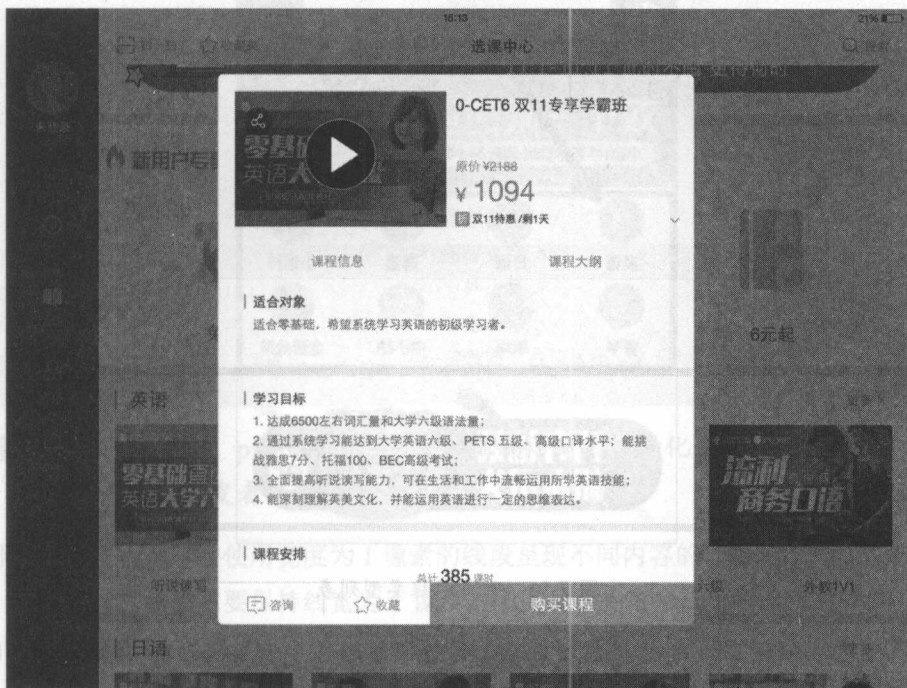 16:13
21%
选课中心
0-CET6 双11专享学霸班
零基础
英语大
原价 ¥2188
¥ 1094
双11特惠 /剩1天
课程信息
课程大纲
新用户专
适合对象
适合零基础，希望系统学习英语的初级学习者。
6元起
英语
学习目标
1. 达成6500左右词汇量和大学六级语法量；
2. 通过系统学习能达到大学英语六级、PETS 五级、高级口译水平；能挑
战雅思7分、托福100、BEC高级考试；
3. 全面提高听说读写能力，可在生活和工作中流畅运用所学英语技能；
4. 能深刻理解英美文化，并能运用英语进行一定的思维表达。
零基础直
英语大学六
流利
商务口语
课程安排
总计 385 课时
听说读写
外教1V1
咨询
收藏
购买课程
日语